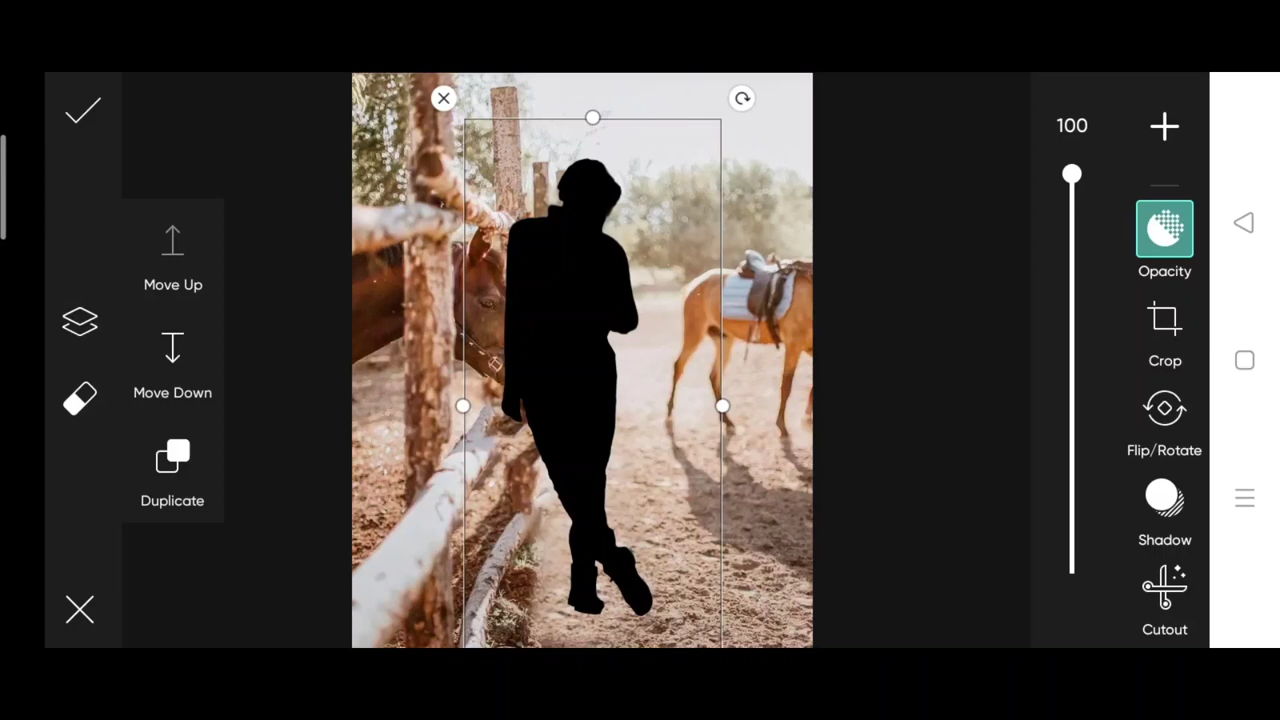 100
Move Up
Move Down
Duplicate
Opacity
Crop
Flip/Rotate
Shadow
Cutout